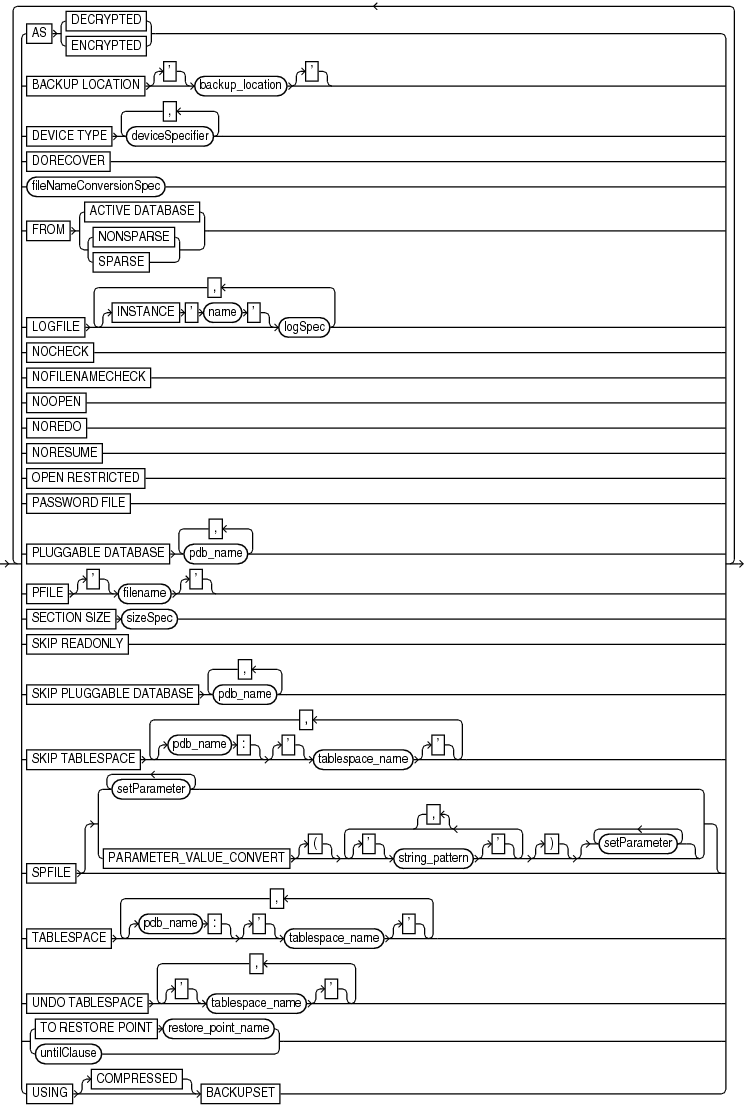 DECRYPTED
AS
ENCRYPTED
BACKUP LOCATION ' backup_location '
,
DEVICE TYPE deviceSpecifier
DORECOVER
fileNameConversionSpec
ACTIVE DATABASE
FROM NONSPARSE
SPARSE
,
INSTANCE ' name '
LOGFILE logSpec
NOCHECK
NOFILENAMECHECK
NOOPEN
NOREDO
NORESUME
OPEN RESTRICTED
PASSWORD FILE
,
PLUGGABLE DATABASE pdb_name
PFILE ' filename '
SECTION SIZE sizeSpec
SKIP READONLY
,
SKIP PLUGGABLE DATABASE pdb_name
,
pdb_name : ' '
SKIP TABLESPACE tablespace_name
setParameter
,
( ' ' ) setParameter
PARAMETER_VALUE_CONVERT string_pattern
SPFILE
,
pdb_name : ' '
TABLESPACE tablespace_name
,
' '
UNDO TABLESPACE tablespace_name
TO RESTORE POINT restore_point_name
untilClause
COMPRESSED
USING BACKUPSET